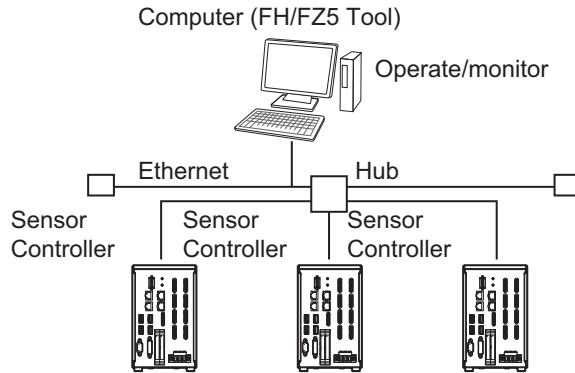 Computer (FH/FZ5 Tool)
Operate/monitor
Ethernet
Hub
Sensor
Controller
Sensor
Controller
Sensor
Controller